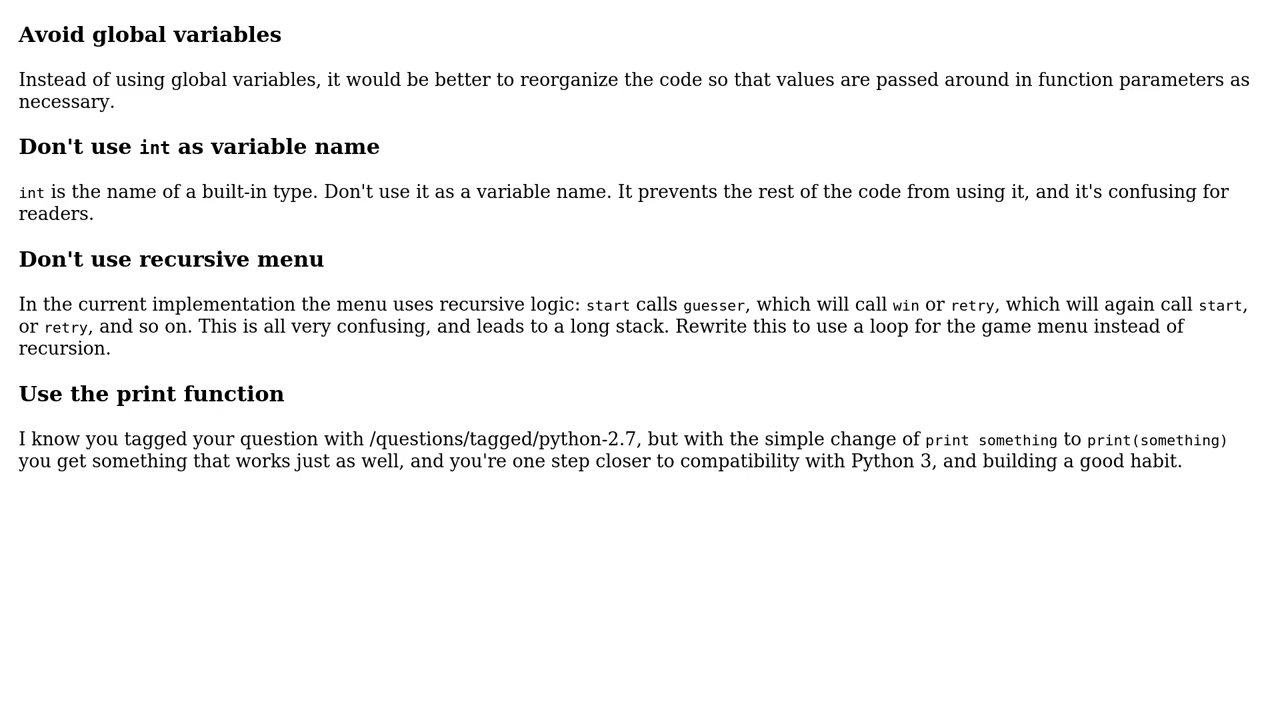 Avoid global variables
Instead of using global variables, it would be better to reorganize the code so that values are passed around in function parameters as
necessary.
Don't use int as variable name
int is the name of a built-in type. Don't use it as a variable name. It prevents the rest of the code from using it, and it's confusing for
readers.
Don't use recursive menu
In the current implementation the menu uses recursive logic: start calls guesser, which will call win or retry, which will again call start,
or retry, and so on. This is all very confusing, and leads to a long stack. Rewrite this to use a loop for the game menu instead of
recursion.
Use the print function
I know you tagged your question with /questions/tagged/python-2.7, but with the simple change of print something to print(something)
you get something that works just as well, and you're one step closer to compatibility with Python 3, and building a good habit.